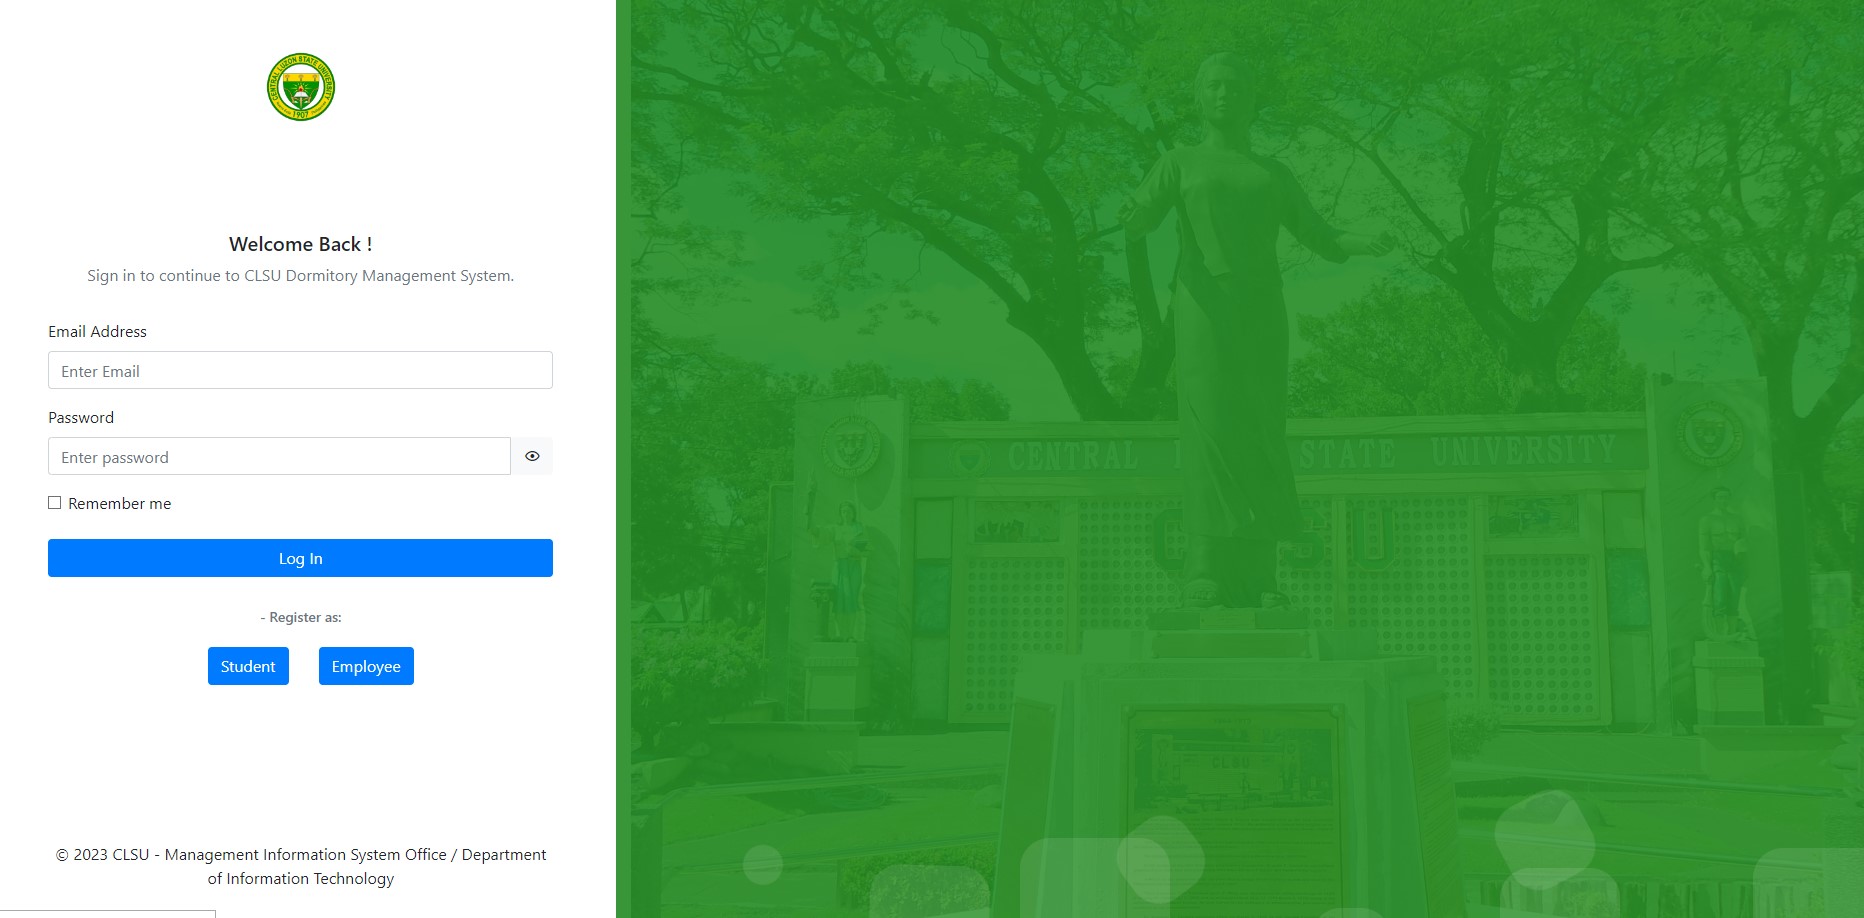 CENTRAL LUZON STATE UNIVERSITY
1907
Welcome Back !
Sign in to continue to CLSU Dormitory Management System.
Email Address
Enter Email
Password
Enter password
Remember me
Log In
- Register as:
Student
Employee
© 2023 CLSU - Management Information System Office / Department
of Information Technology
CENTRAL STATE UNIVERSITY
CLSU